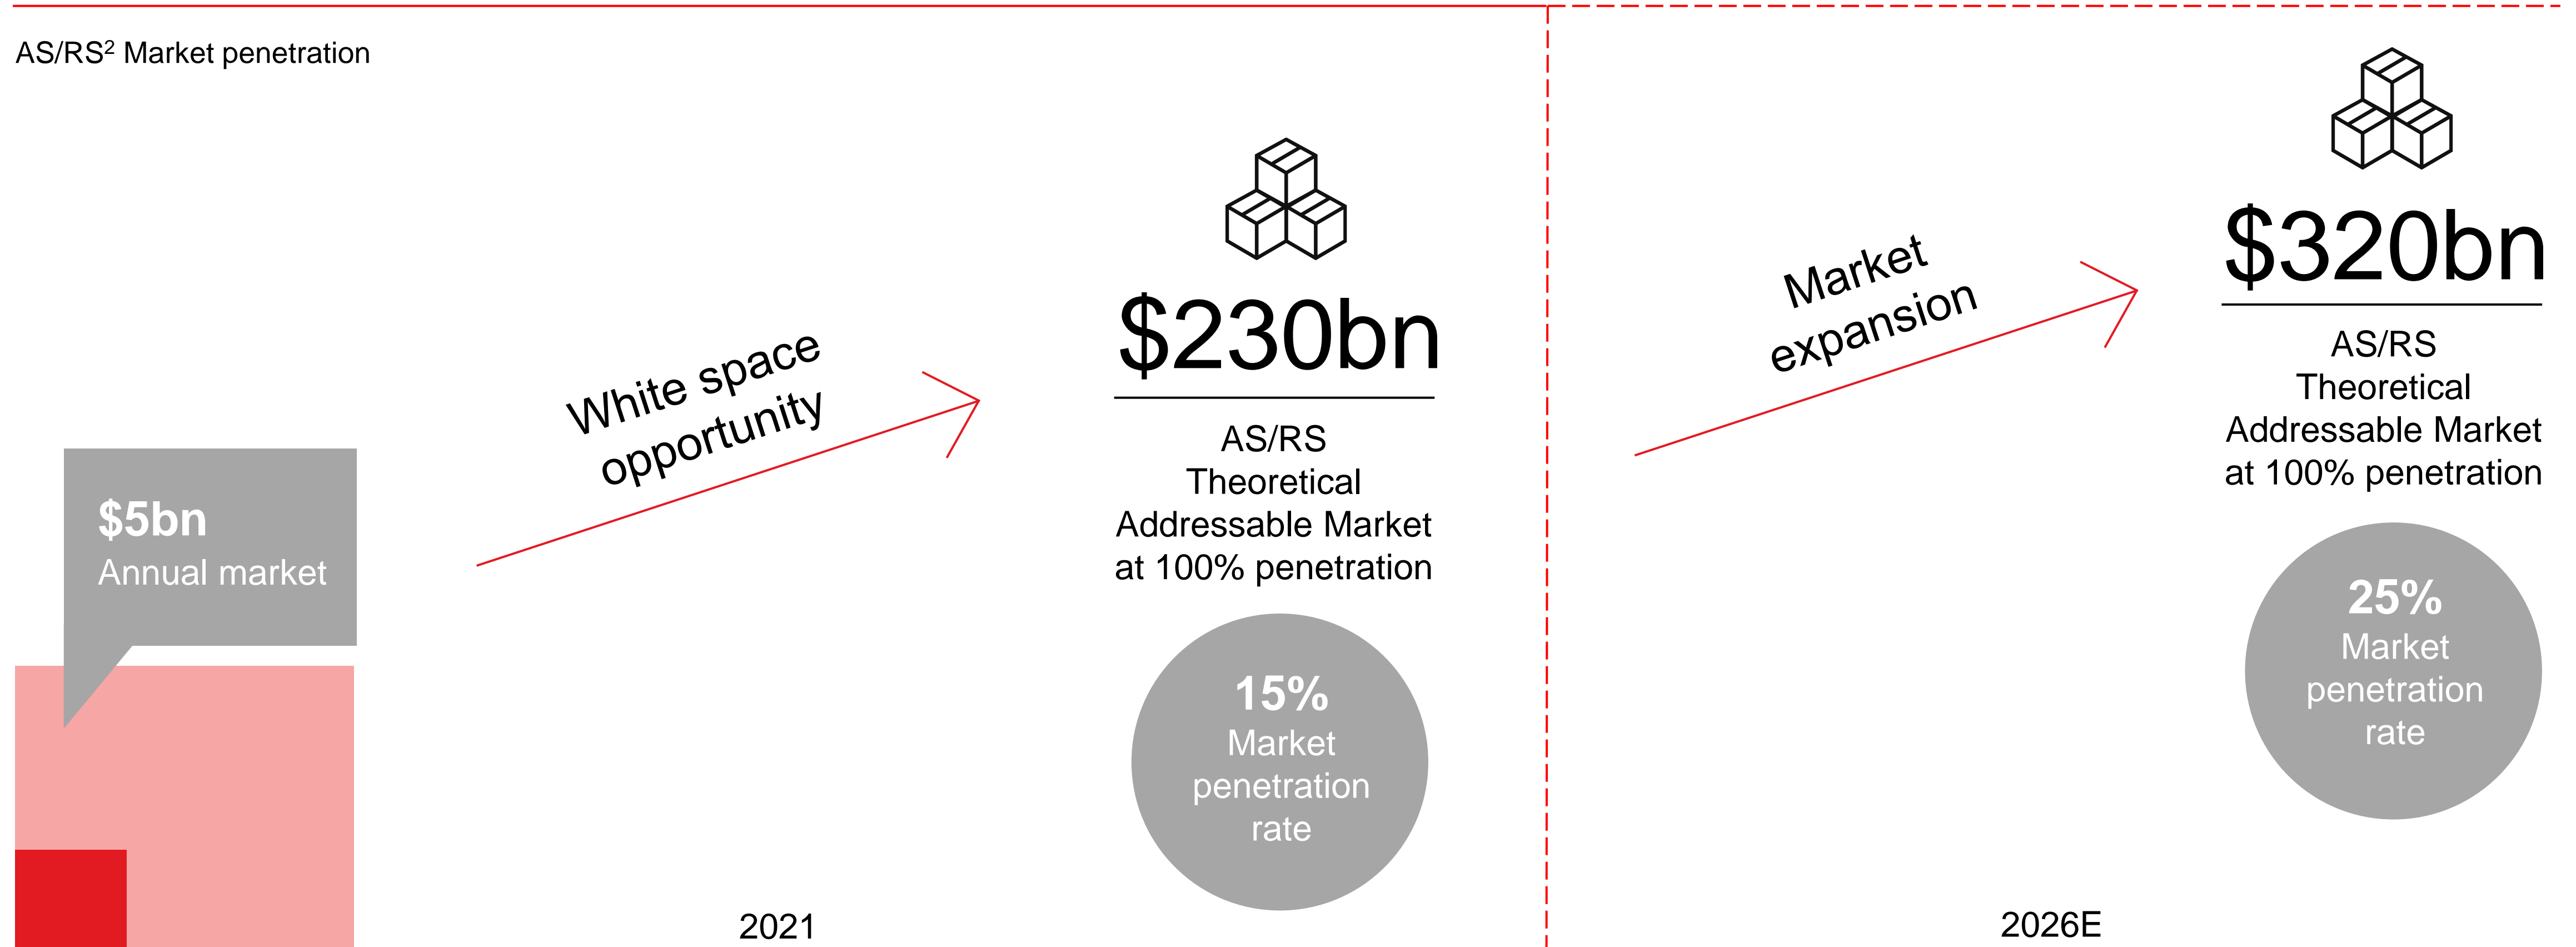 AS/RS² Market penetration
$5bn
Annual market
White space
opportunity
$230bn
AS/RS
Theoretical
Addressable Market
at 100% penetration
15%
Market
penetration
rate
2021
Market
expansion
$320bn
AS/RS
Theoretical
Addressable Market
at 100% penetration
25%
Market
penetration
rate
2026E